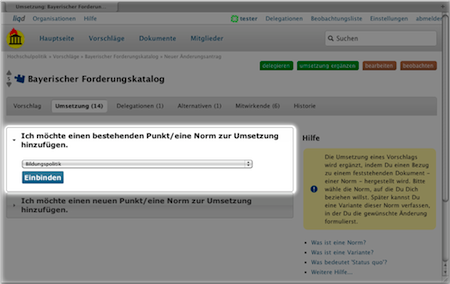 Umsetzung: Bayerischer Forderun...
liqd Organisationen Hilfe
tester Delegationen Beobachtungsliste Einstellungen abmelden
Hauptseite Vorschläge Dokumente Mitglieder
Suchen
Hochschulpolitik » Vorschläge » Bayerischer Forderungskatalog » Neuer Änderungsantrag
delegieren umsetzung ergänzen bearbeiten beobachten
5
Bayerischer Forderungskatalog
Vorschlag Umsetzung (14) Delegationen (1) Alternativen (1) Mitwirkende (6) Historie
Ich möchte einen bestehenden Punkt/eine Norm zur Umsetzung
hinzufügen.
Bildungspolitik
Einbinden
Ich möchte einen neuen Punkt/eine Norm zur Umsetzung
hinzufügen.
Hilfe
Die Umsetzung eines Vorschlags
wird ergänzt, indem Du einen Bezug
zu einem feststehenden Dokument -
einer Norm - hergestellt wird. Bitte
wähle die Norm, auf die Du Dich
beziehen willst. Später kannst Du
eine Variante dieser Norm verfassen,
in der Du die gewünschte Änderung
formulierst.
Was ist eine Norm?
Was ist eine Variante?
Was bedeutet 'Status quo'?
Weitere Hilfe...